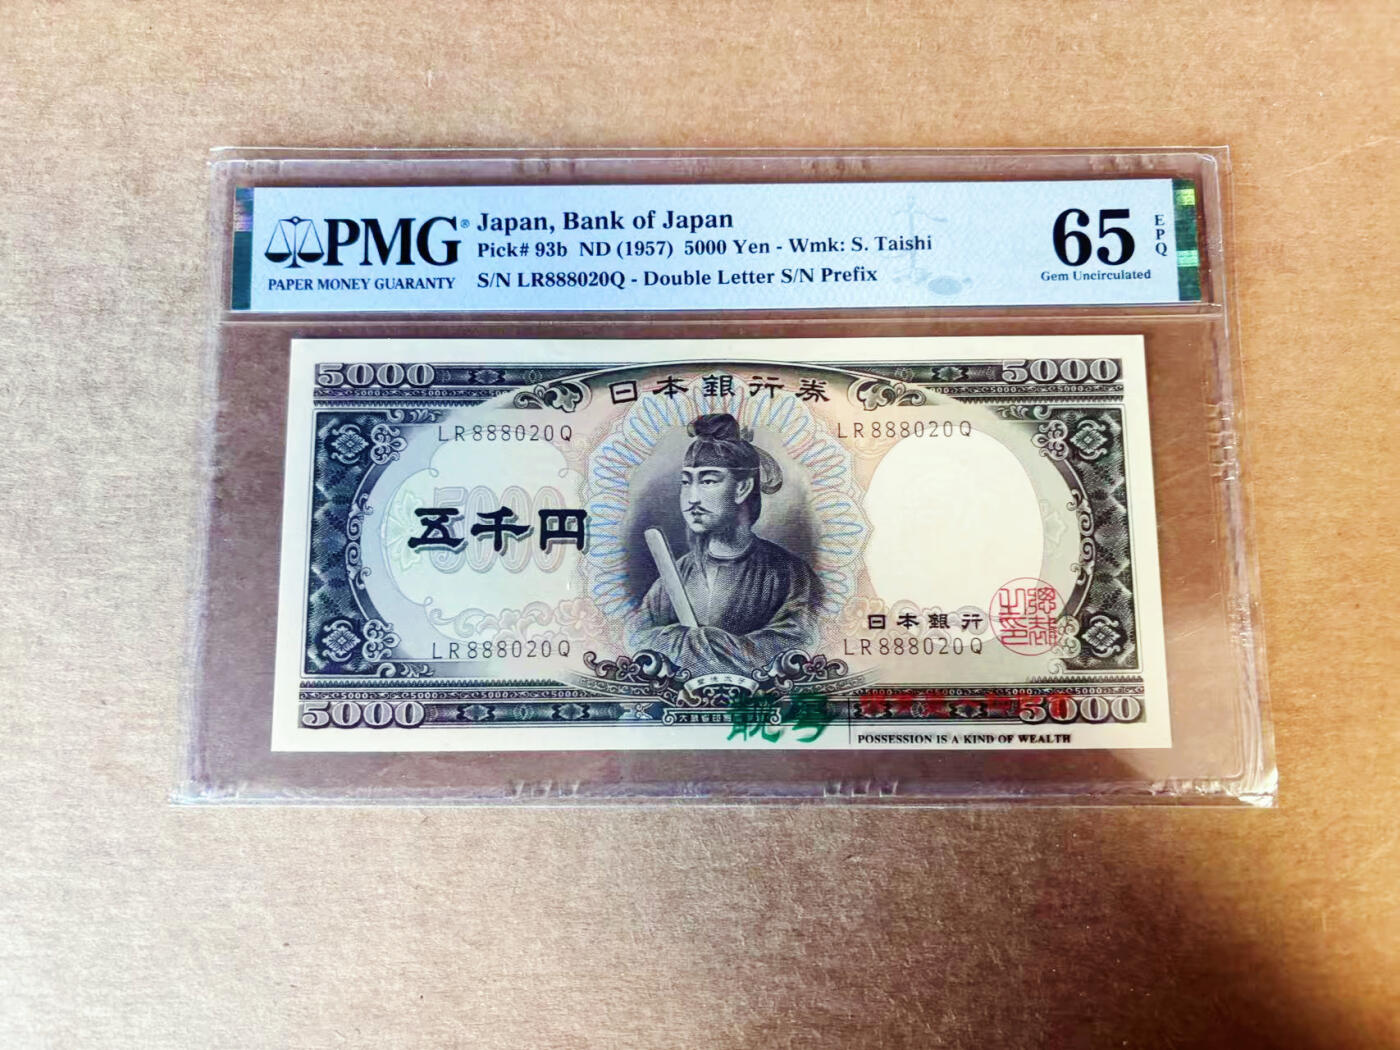 PMG®
PAPER MONEY GUARANTY
Japan, Bank of Japan
Pick# 93b ND (1957) 5000 Yen - Wmk: S. Taishi
S/N LR888020Q - Double Letter S/N Prefix
65
EPQ
Gem Uncirculated
5000
日本銀行券
5000
LR888020Q
LR888020Q
5000
五千円
日本銀行
LR888020Q
LR888020Q
5000
靓号
5000
POSSESSION IS A KIND OF WEALTH